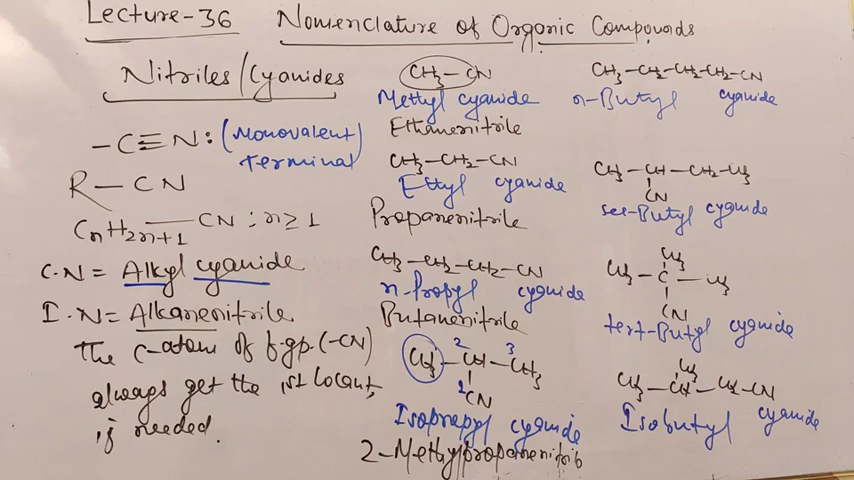 Lecture-36 Nomenclature of Organic Compounds
Nitriles/Cyanides
–C≡N: (Monovalent)
Terminal
R–CN
CnH2n+1–CN ; n≥1
C.N = Alkyl cyanide
I.N = Alkanenitrile
The C-atom of f.gp.(-CN)
always get the 1st locant,
if needed.
CH3–CN
Methyl cyanide
Ethanenitrile
CH3–CH2–CN
Ethyl cyanide
Propanenitrile
CH3–CH2–CH2–CN
n-Propyl cyanide
Butanenitrile
2 3
CH3–CH–CH3
1
CN
Isopropyl cyanide
2-Methylpropanenitrile
CH3–CH2–CH2–CH2–CN
n-Butyl cyanide
CH3–CH–CH2–CH3
CN
sec-Butyl cyanide
CH3
CH3–C–CH3
CN
tert-Butyl cyanide
CH3
CH3–CH–CH2–CN
Isobutyl cyanide